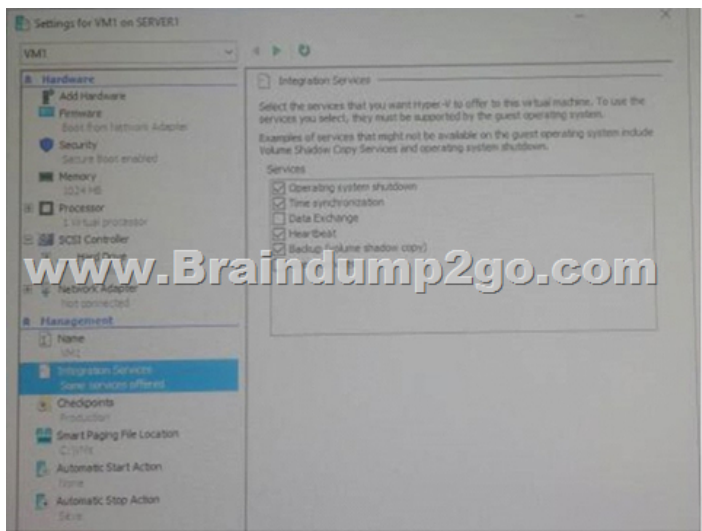 Settings for VM1 on SERVER1
VM1
Hardware
Add Hardware
Firmware
Boot from Network Adapter
Security
Secure Boot enabled
Memory
1024 MB
Processor
1 Virtual processor
SCSI Controller
Hard Drive
Network Adapter
Not connected
Management
Name
VM1
Integration Services
Some services offered
Checkpoints
Production
Smart Paging File Location
Automatic Start Action
None
Automatic Stop Action
Save
Integration Services
Select the services that you want Hyper-V to offer to this virtual machine. To use the
services you select, they must be supported by the guest operating system.
Examples of services that might not be available on the guest operating system include
Volume Shadow Copy Services and operating system shutdown.
Services
Operating system shutdown
Time synchronization
Data Exchange
Heartbeat
Backup (volume shadow copy)
www.Braindump2go.com